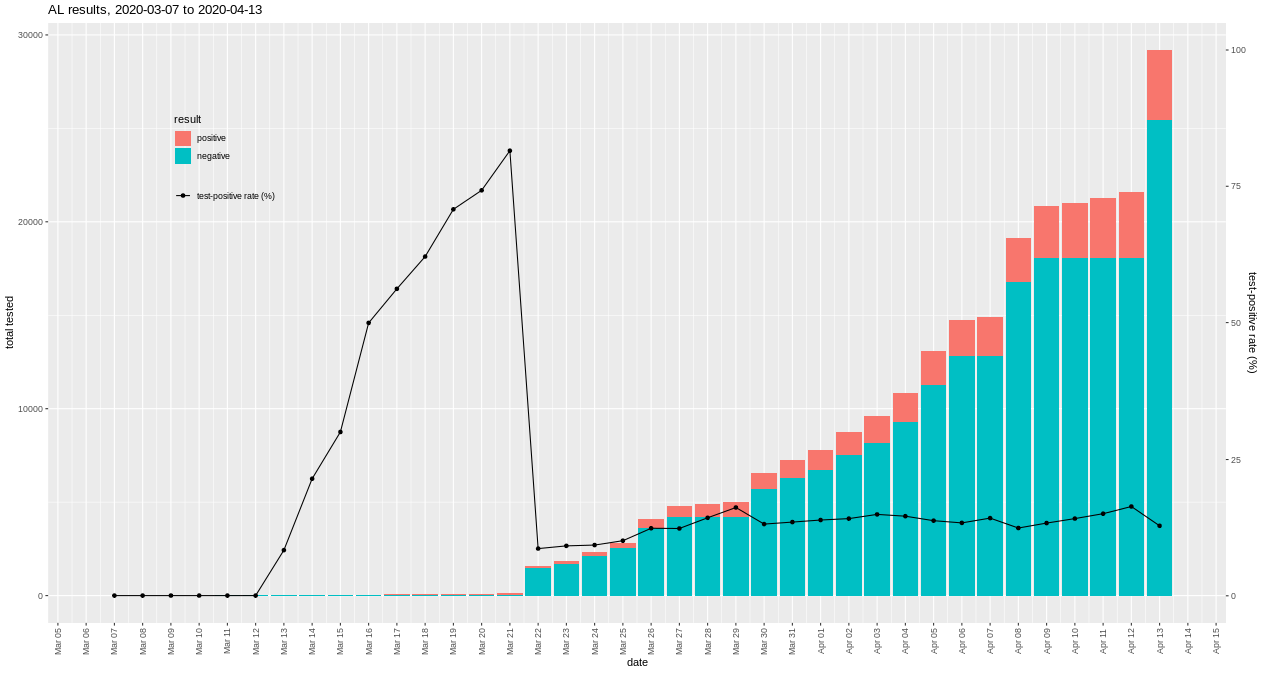 AL results, 2020-03-07 to 2020-04-13
30000
20000
10000
0
total tested
result
positive
negative
test-positive rate (%)
100
75
50
25
0
test-positive rate (%)
Mar 05
Mar 06
Mar 07
Mar 08
Mar 09
Mar 10
Mar 11
Mar 12
Mar 13
Mar 14
Mar 15
Mar 16
Mar 17
Mar 18
Mar 19
Mar 20
Mar 21
Mar 22
Mar 23
Mar 24
Mar 25
Mar 26
Mar 27
Mar 28
Mar 29
Mar 30
Mar 31
Apr 01
Apr 02
Apr 03
Apr 04
Apr 05
Apr 06
Apr 07
Apr 08
Apr 09
Apr 10
Apr 11
Apr 12
Apr 13
Apr 14
Apr 15
date